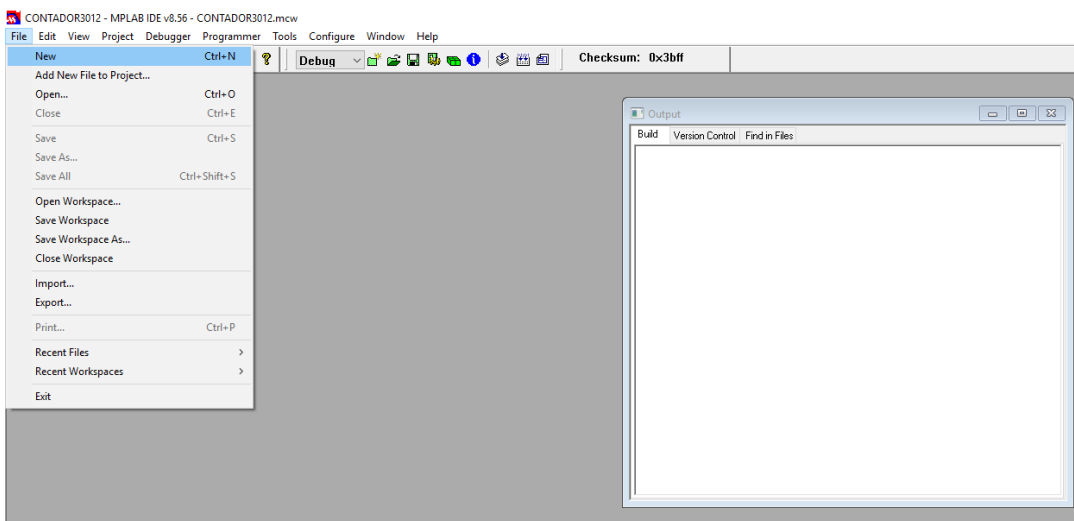 CONTADOR3012 - MPLAB IDE v8.56 - CONTADOR3012.mcw
File Edit View Project Debugger Programmer Tools Configure Window Help
New Ctrl+N
Debug
Checksum: 0x3bff
Add New File to Project...
Open... Ctrl+O
Close Ctrl+E
Save Ctrl+S
Save As...
Save All Ctrl+Shift+S
Open Workspace...
Save Workspace
Save Workspace As...
Close Workspace
Import...
Export...
Print... Ctrl+P
Recent Files
Recent Workspaces
Exit
Output
Build Version Control Find in Files